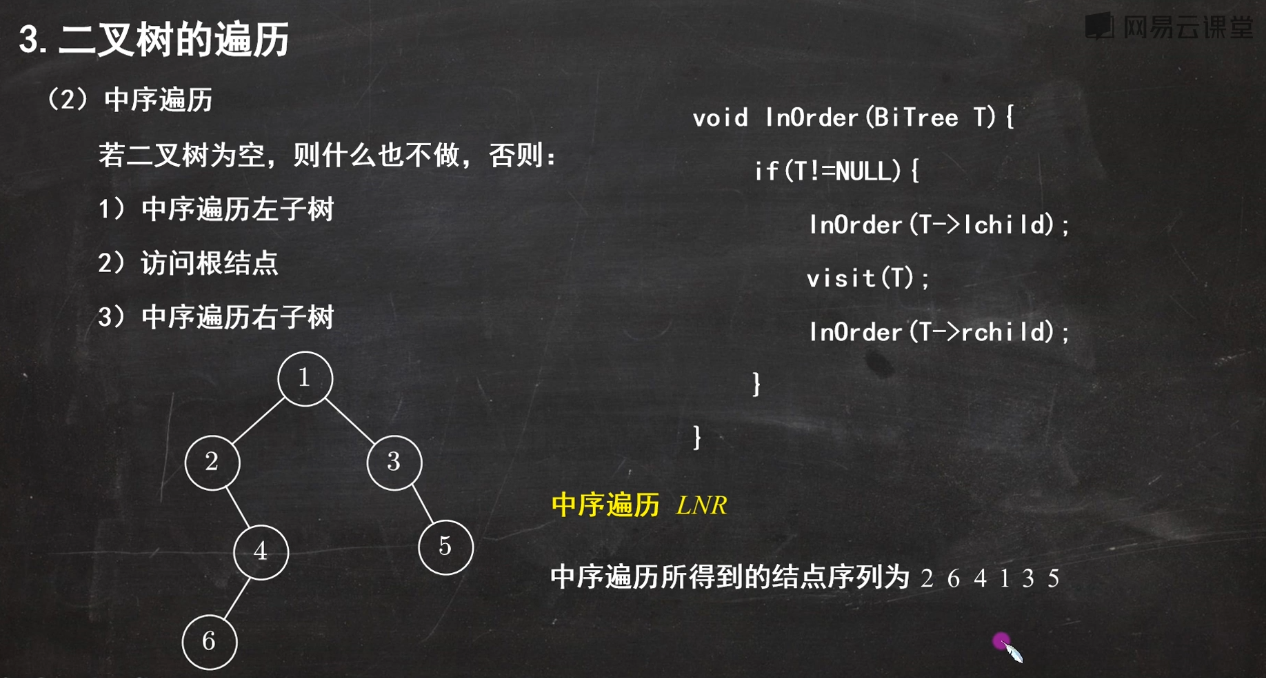 3.二叉树的遍历
网易云课堂
（2）中序遍历
若二叉树为空，则什么也不做，否则：
1）中序遍历左子树
2）访问根结点
3）中序遍历右子树
void InOrder(BiTree T){
if(T!=NULL){
InOrder(T->lchild);
visit(T);
InOrder(T->rchild);
}
}
1
2
3
4
5
6
中序遍历 LNR
中序遍历所得到的结点序列为 2 6 4 1 3 5